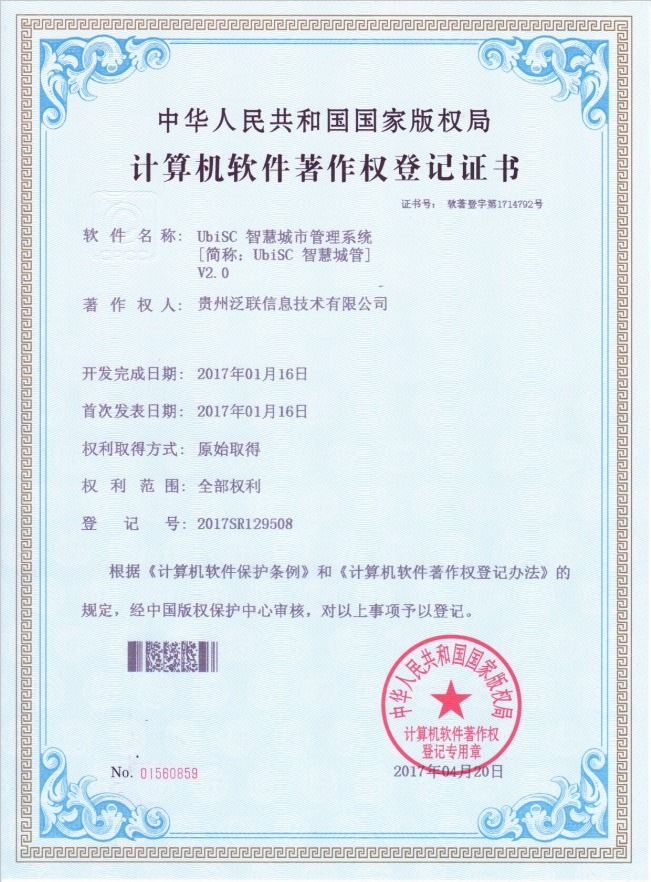 中华人民共和国国家版权局
计算机软件著作权登记证书
证书号： 软著登字第1714792号
软件名称： UbiSC 智慧城市管理系统
[简称：UbiSC 智慧城管]
V2.0
著作权人： 贵州泛联信息技术有限公司
开发完成日期： 2017年01月16日
首次发表日期： 2017年01月16日
权利取得方式： 原始取得
权利范围： 全部权利
登记号： 2017SR129508
根据《计算机软件保护条例》和《计算机软件著作权登记办法》的
规定，经中国版权保护中心审核，对以上事项予以登记。
中华人民共和国国家版权局
计算机软件著作权
登记专用章
No. 01560859
2017年04月20日